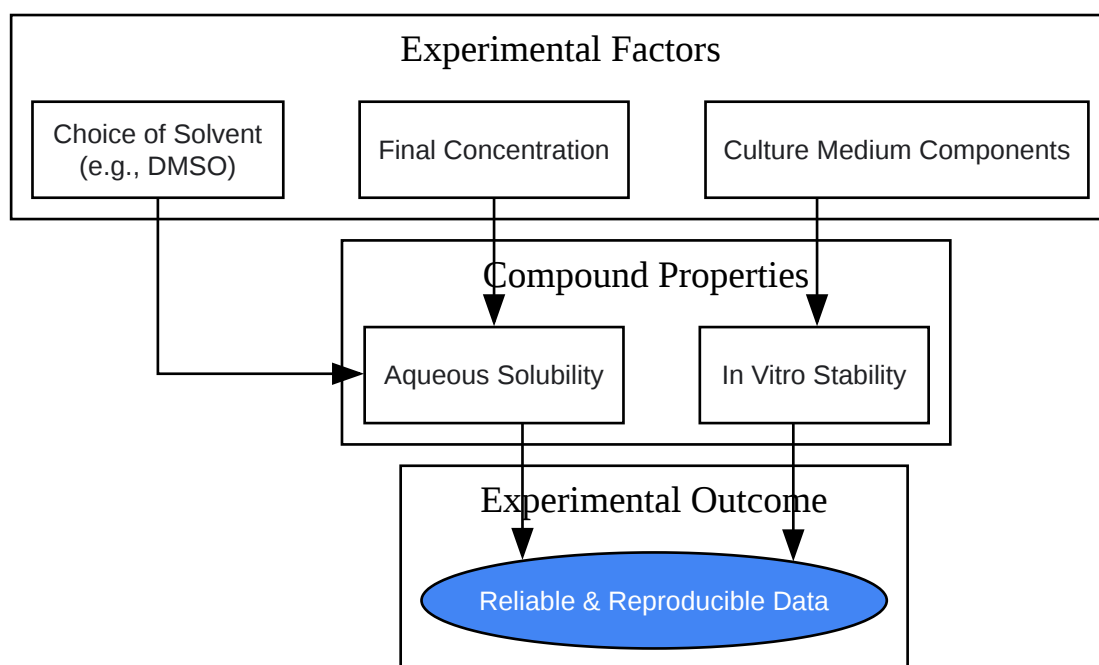 Experimental Factors
Choice of Solvent
(e.g., DMSO)
Final Concentration
Culture Medium Components
Compound Properties
Aqueous Solubility
In Vitro Stability
Experimental Outcome
Reliable & Reproducible Data